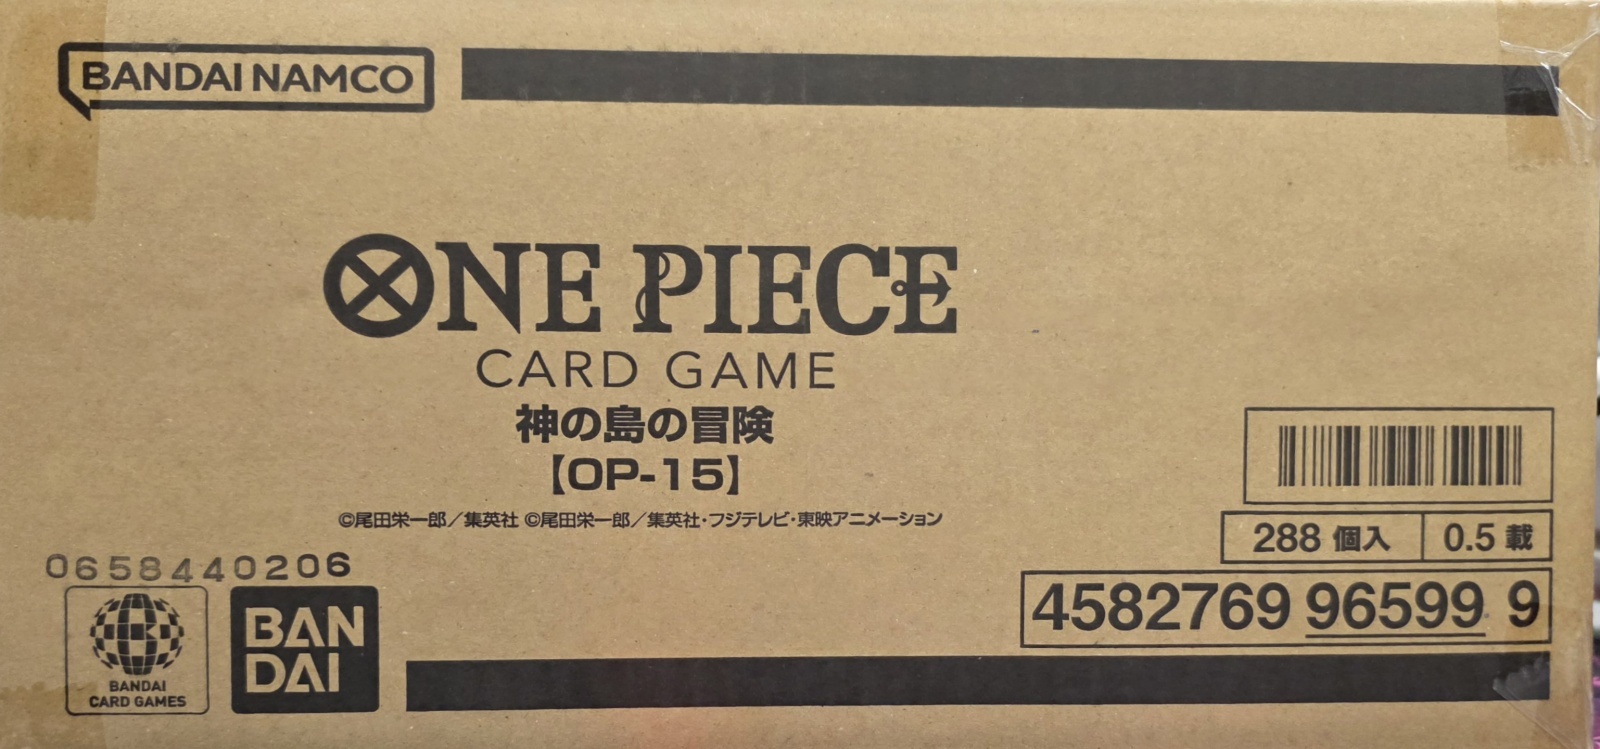 BANDAI NAMCO
ONE PIECE
CARD GAME
神の島の冒険
【OP-15】
©尾田栄一郎／集英社 ©尾田栄一郎／集英社・フジテレビ・東映アニメーション
288 個入
0.5 載
0658440206
4582769 96599 9
BANDAI
CARD GAMES
BAN
DAI